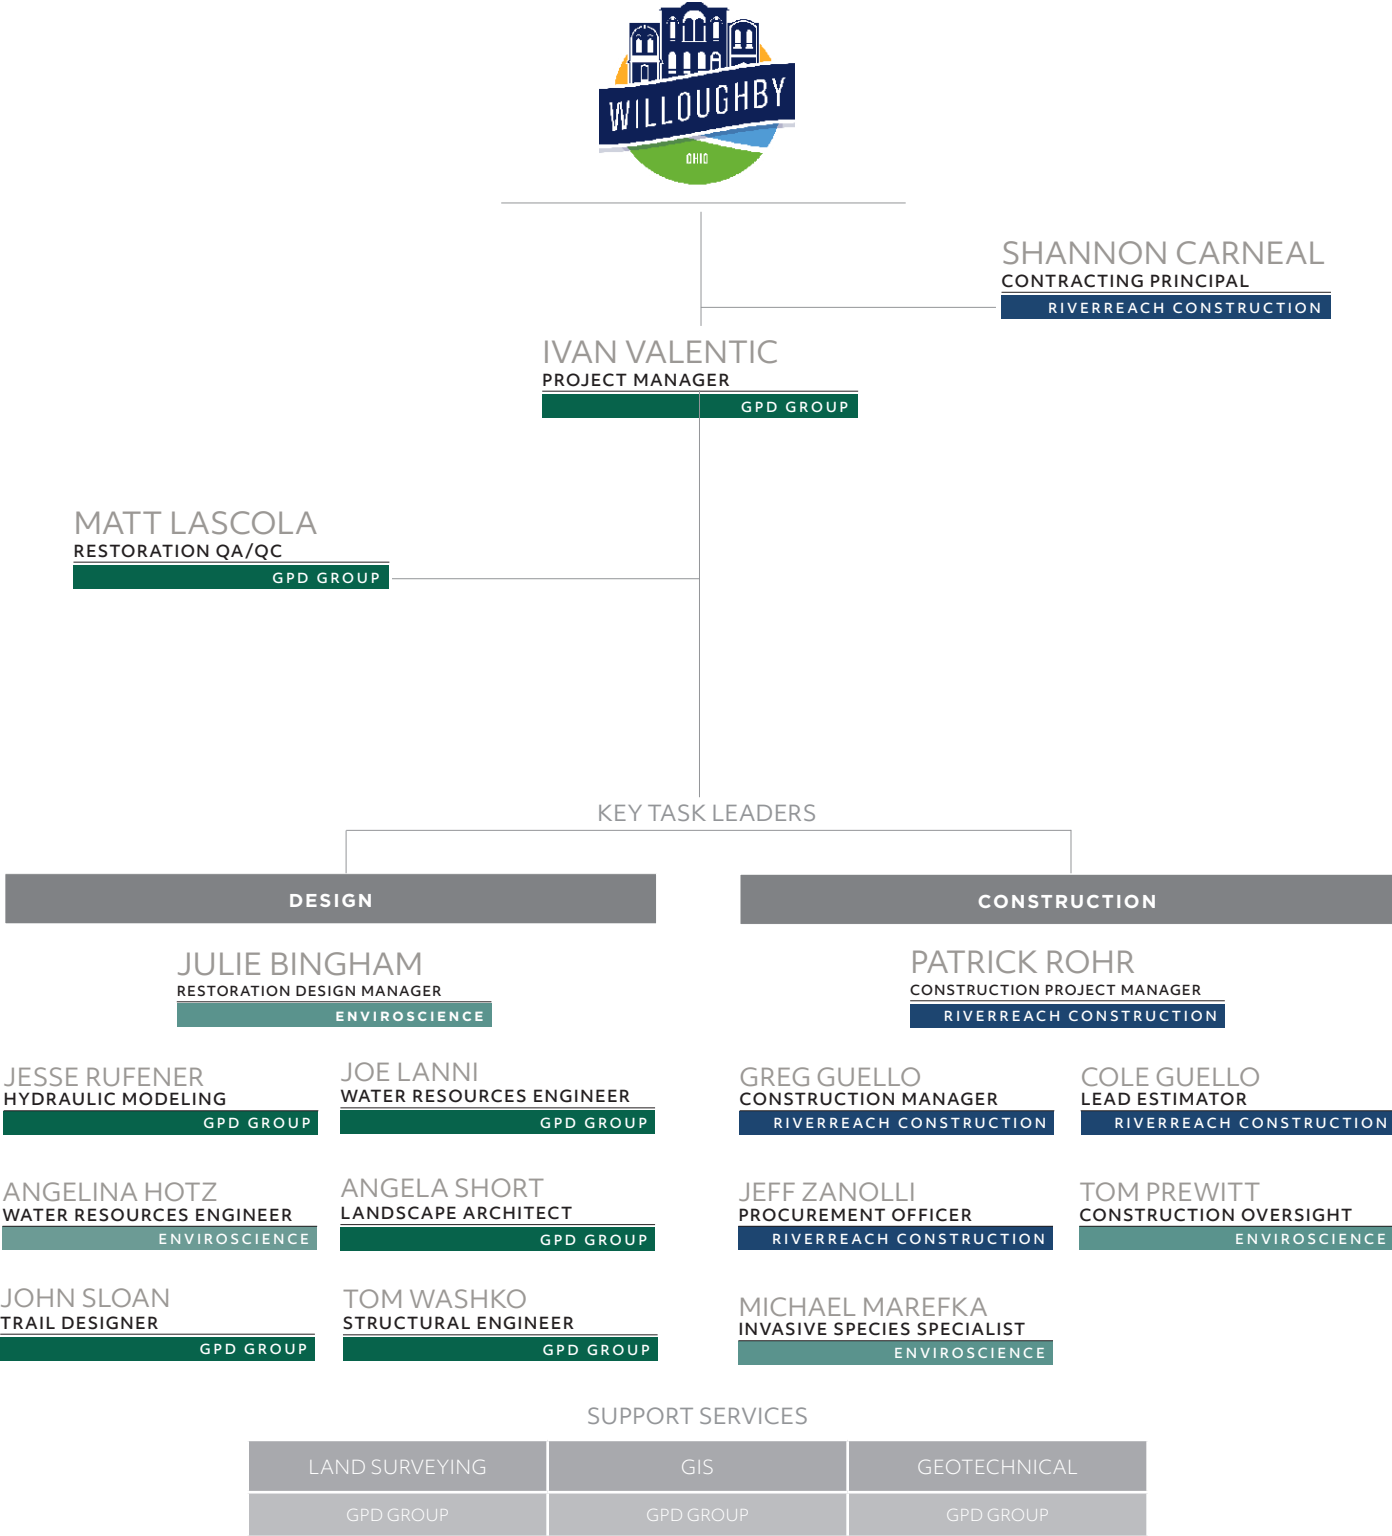 WILLOUGHBY
OHIO
SHANNON CARNEAL
CONTRACTING PRINCIPAL
RIVERREACH CONSTRUCTION
IVAN VALENTIC
PROJECT MANAGER
GPD GROUP
MATT LASCOLA
RESTORATION QA/QC
GPD GROUP
KEY TASK LEADERS
DESIGN
JULIE BINGHAM
RESTORATION DESIGN MANAGER
ENVIROSCIENCE
JESSE RUFENER
HYDRAULIC MODELING
GPD GROUP
JOE LANNI
WATER RESOURCES ENGINEER
GPD GROUP
ANGELINA HOTZ
WATER RESOURCES ENGINEER
ENVIROSCIENCE
ANGELA SHORT
LANDSCAPE ARCHITECT
GPD GROUP
JOHN SLOAN
TRAIL DESIGNER
GPD GROUP
TOM WASHKO
STRUCTURAL ENGINEER
GPD GROUP
CONSTRUCTION
PATRICK ROHR
CONSTRUCTION PROJECT MANAGER
RIVERREACH CONSTRUCTION
GREG GUELLO
CONSTRUCTION MANAGER
RIVERREACH CONSTRUCTION
COLE GUELLO
LEAD ESTIMATOR
RIVERREACH CONSTRUCTION
JEFF ZANOLLI
PROCUREMENT OFFICER
RIVERREACH CONSTRUCTION
TOM PREWITT
CONSTRUCTION OVERSIGHT
ENVIROSCIENCE
MICHAEL MAREFKA
INVASIVE SPECIES SPECIALIST
ENVIROSCIENCE
SUPPORT SERVICES
LAND SURVEYING
GIS
GEOTECHNICAL
GPD GROUP
GPD GROUP
GPD GROUP